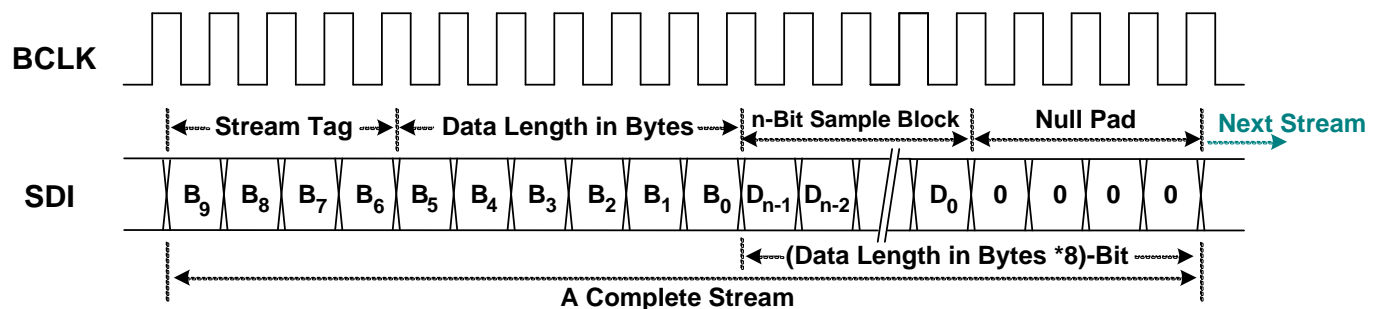 BCLK
Stream Tag
Data Length in Bytes
n-Bit Sample Block
Null Pad
Next Stream
SDI
B9 B8 B7 B6 B5 B4 B3 B2 B1 B0 Dn-1 Dn-2 D0 0 0 0 0
(Data Length in Bytes *8)-Bit
A Complete Stream